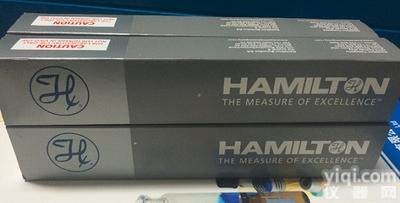 CAUTION
CAUTION
H
HAMILTON
THE MEASURE OF EXCELLENCE™
H
HAMILTON
THE MEASURE OF EXCELLENCE™
yiqi.com
仪器网